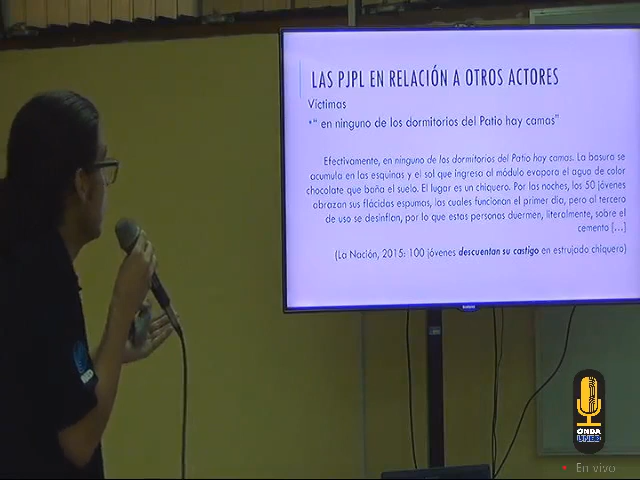 LAS PJPL EN RELACIÓN A OTROS ACTORES
Víctimas
•" en ninguno de los dormitorios del Patio hay camas"
Efectivamente, en ninguno de los dormitorios del Patio hay camas. La basura se
acumula en las esquinas y el sol que ingresa al módulo evapora el agua de color
chocolate que baña el suelo. El lugar es un chiquero. Por las noches, los 50 jóvenes
abrazan sus flácidas espumas, las cuales funcionan el primer día, pero al tercero
de uso se desinflan, por lo que estas personas duermen, literalmente, sobre el
cemento [...]
(La Nación, 2015: 100 jóvenes descuentan su castigo en estrujado chiquero)
ONDA
UNED
En vivo